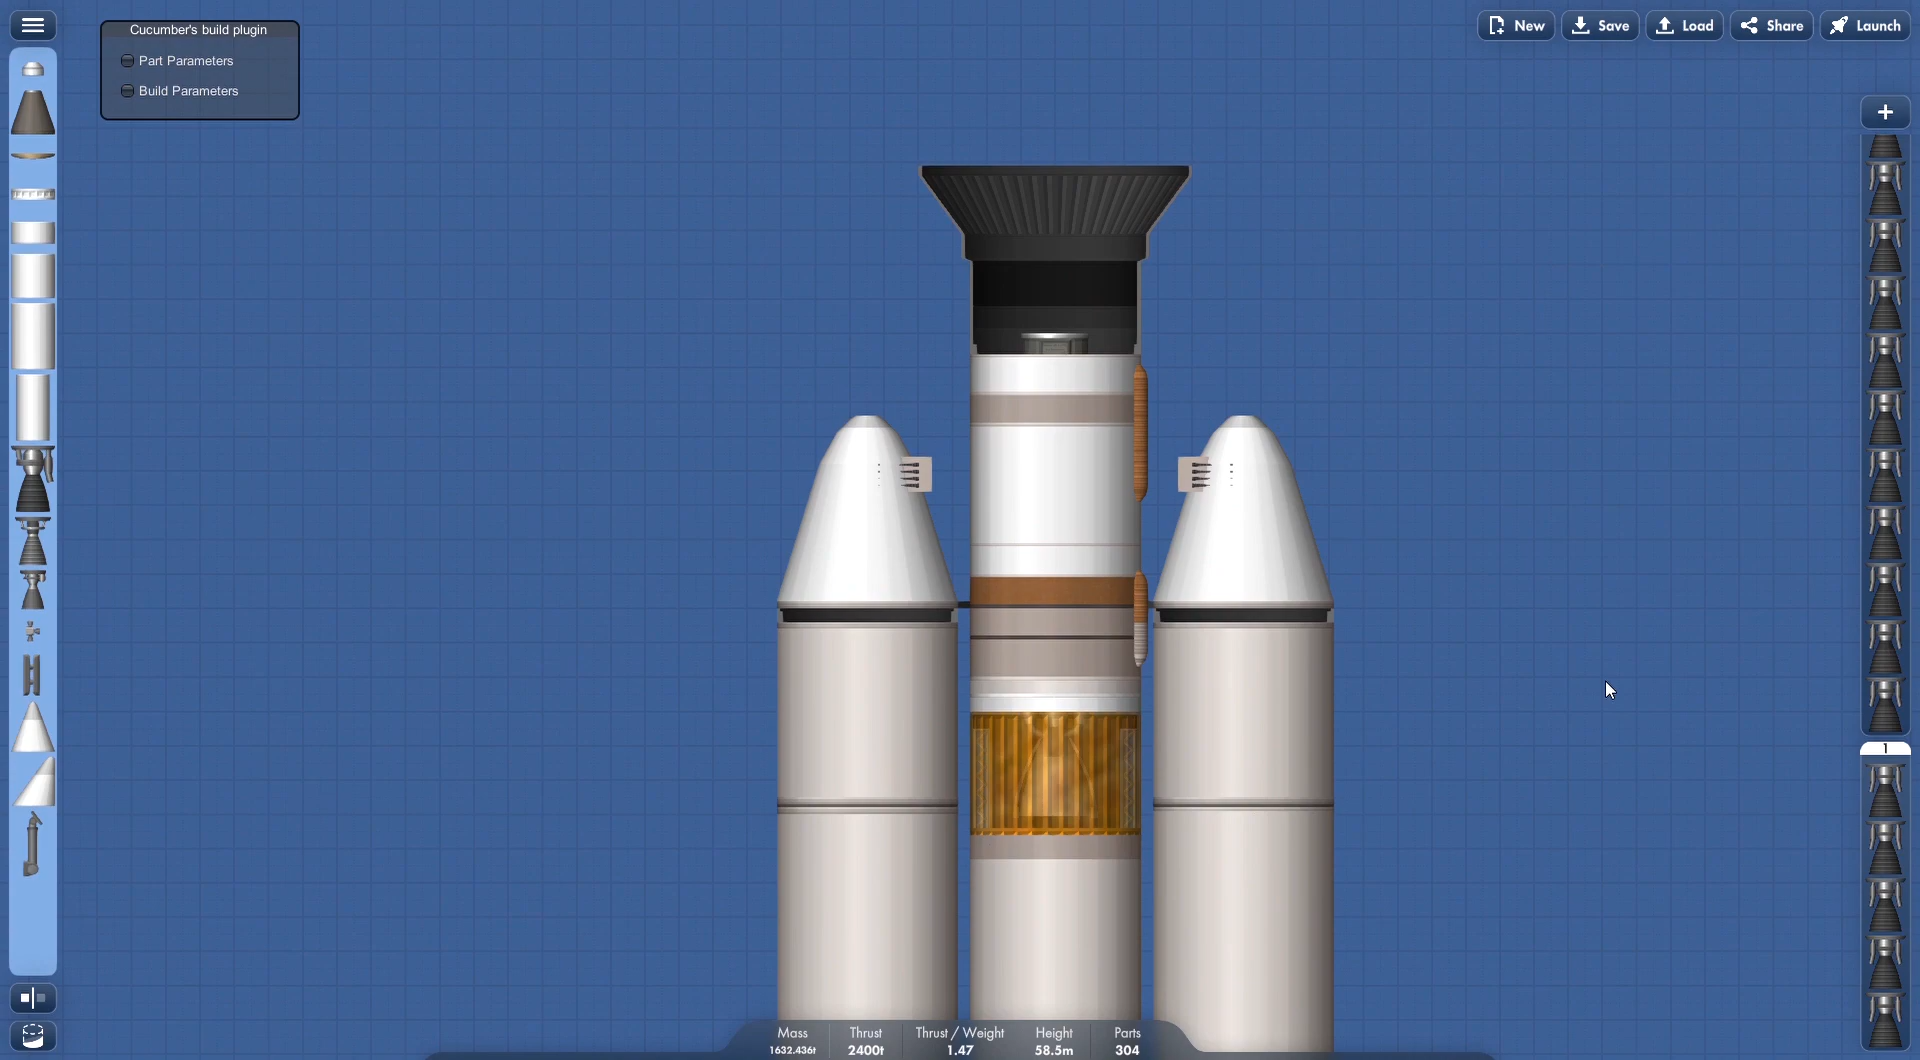 Cucumber's build plugin
Part Parameters
Build Parameters
New
Save
Load
Share
Launch
1
Mass
Thrust
Thrust / Weight
Height
Parts
1632.436t
2400t
1.47
58.5m
304